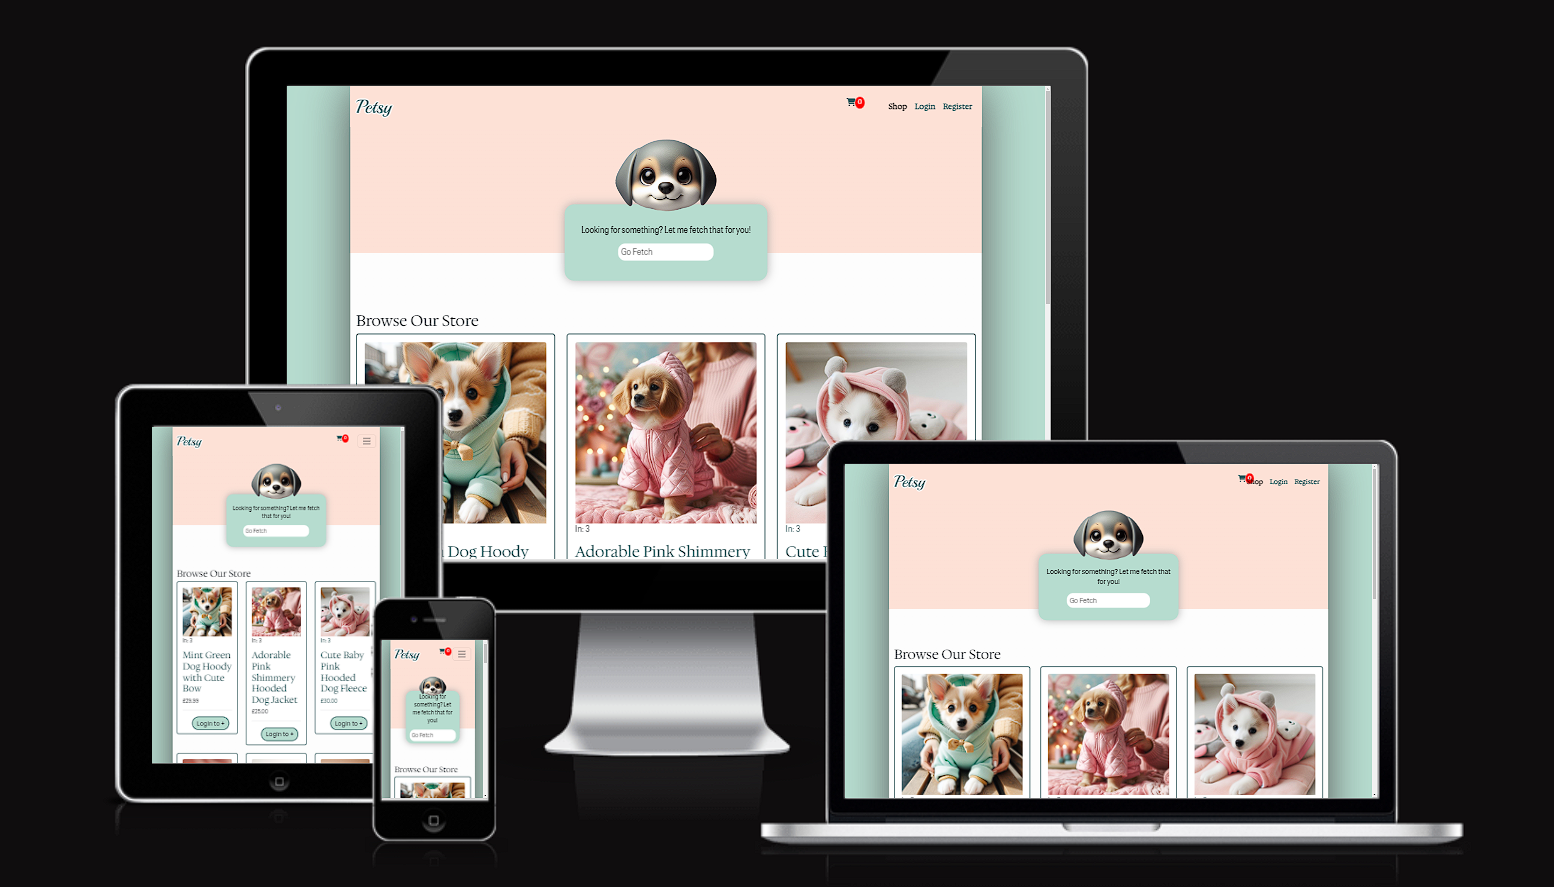 Petsy
0
Shop Login Register
Looking for something? Let me fetch that for you!
Go Fetch
Browse Our Store
In: 3
In: 3
Dog Hoody
Adorable Pink Shimmery
Cute
Petsy
0
Looking for something? Let me fetch
that for you!
Go Fetch
Browse Our Store
In: 3
In: 3
In: 3
Mint Green
Dog Hoody
with Cute
Bow
£29.99
Login to +
Adorable
Pink
Shimmery
Hooded
Dog Jacket
£25.00
Login to +
Cute Baby
Pink
Hooded
Dog Fleece
£30.00
Login to +
Petsy
0
Looking for
something? Let
me fetch that for
you!
Go Fetch
Browse Our Store
Petsy
0
Shop Login Register
Looking for something? Let me fetch that
for you!
Go Fetch
Browse Our Store